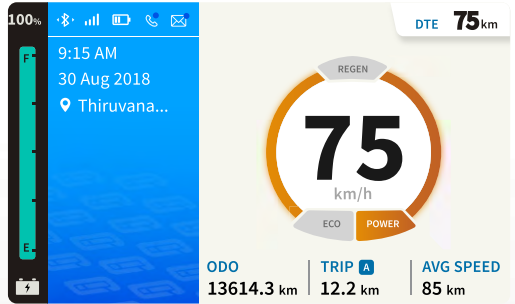 100%
F
E
9:15 AM
30 Aug 2018
Thiruvana...
DTE 75 km
REGEN
75
km/h
ECO
POWER
ODO
13614.3 km
TRIP A
12.2 km
AVG SPEED
85 km